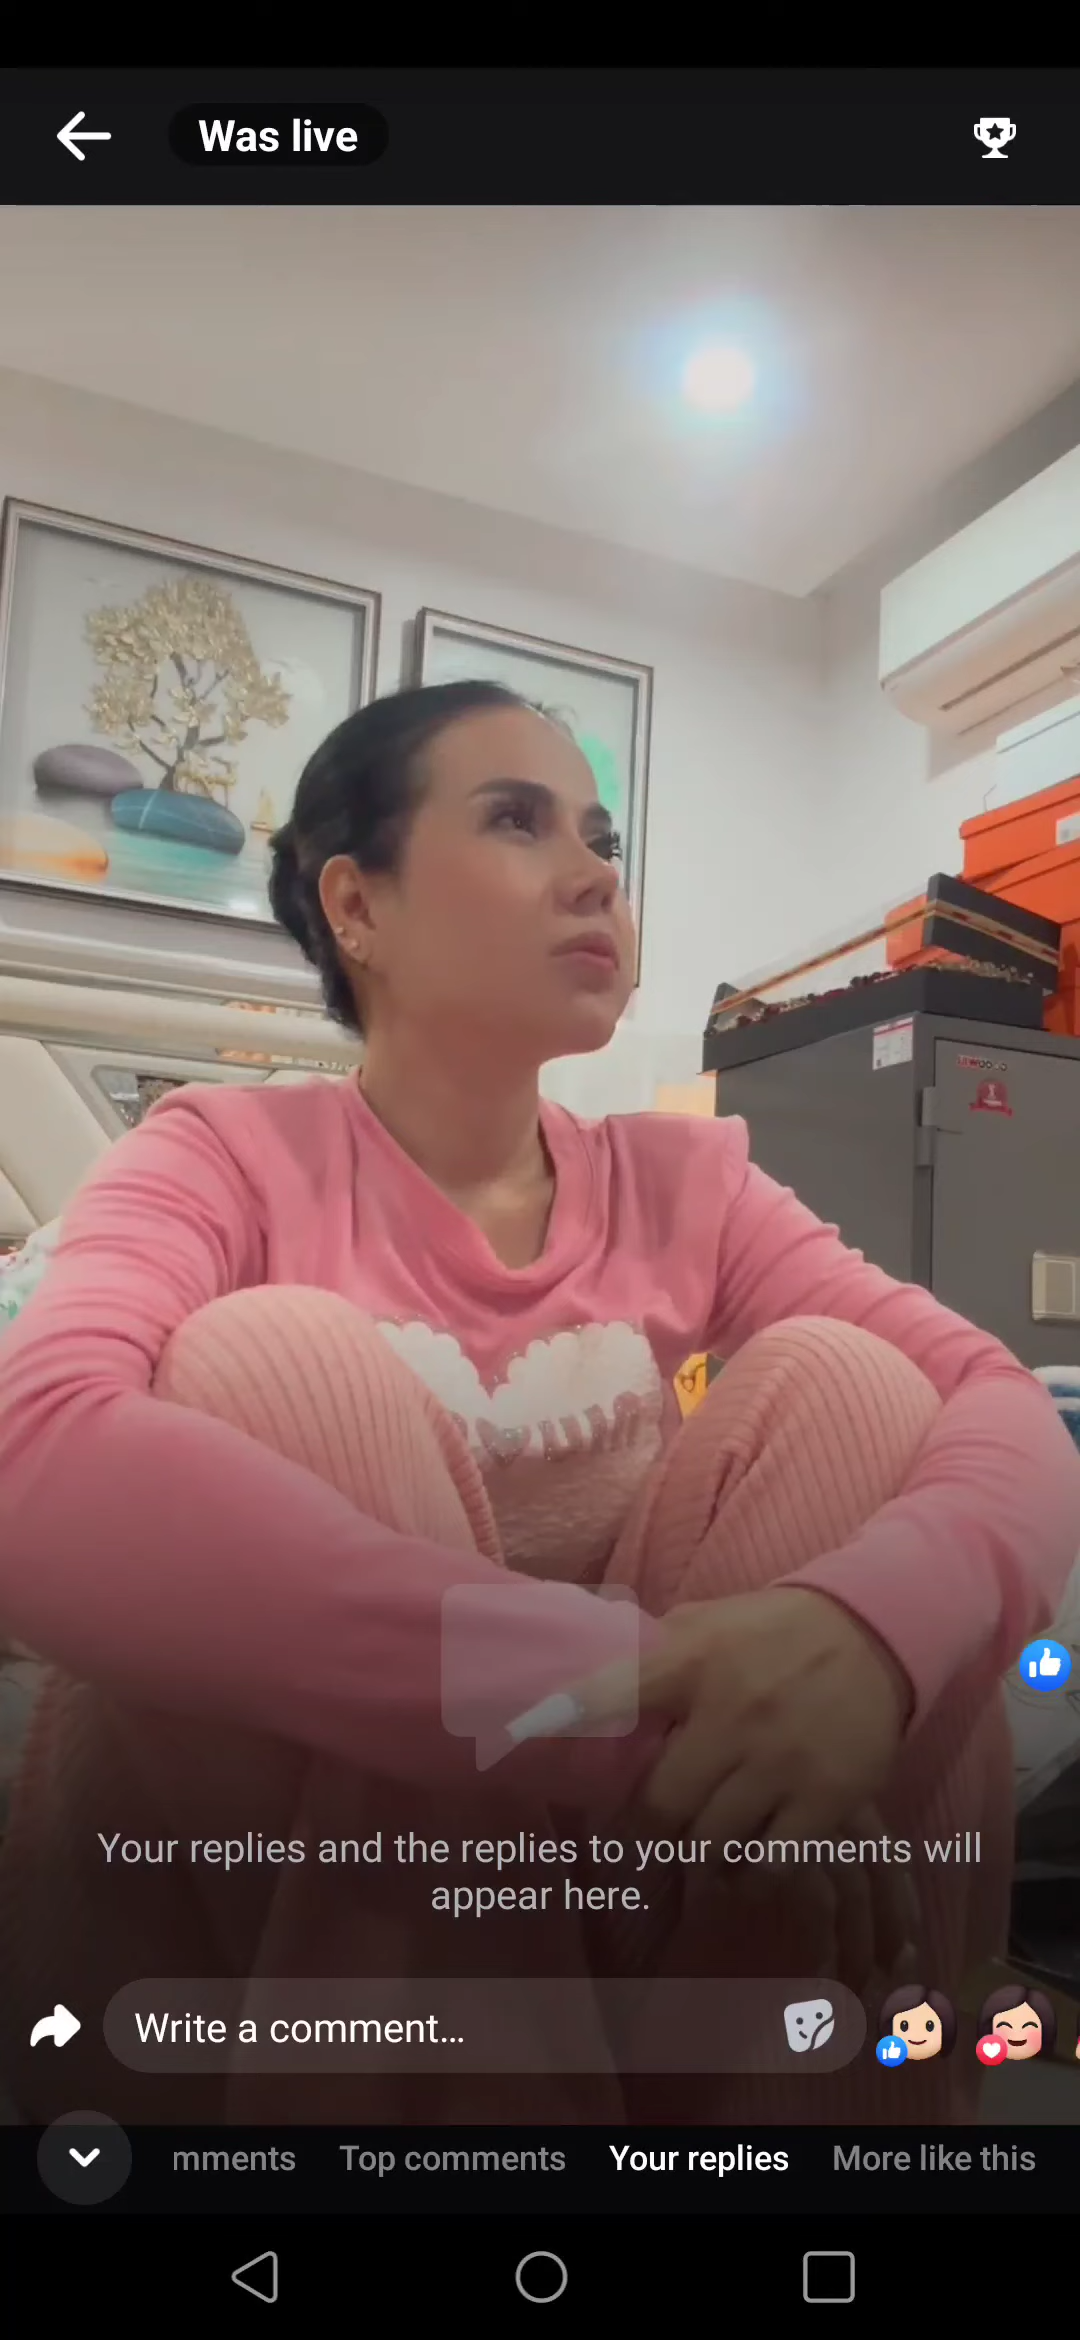 Was live
Your replies and the replies to your comments will
appear here.
Write a comment...
mments
Top comments
Your replies
More like this